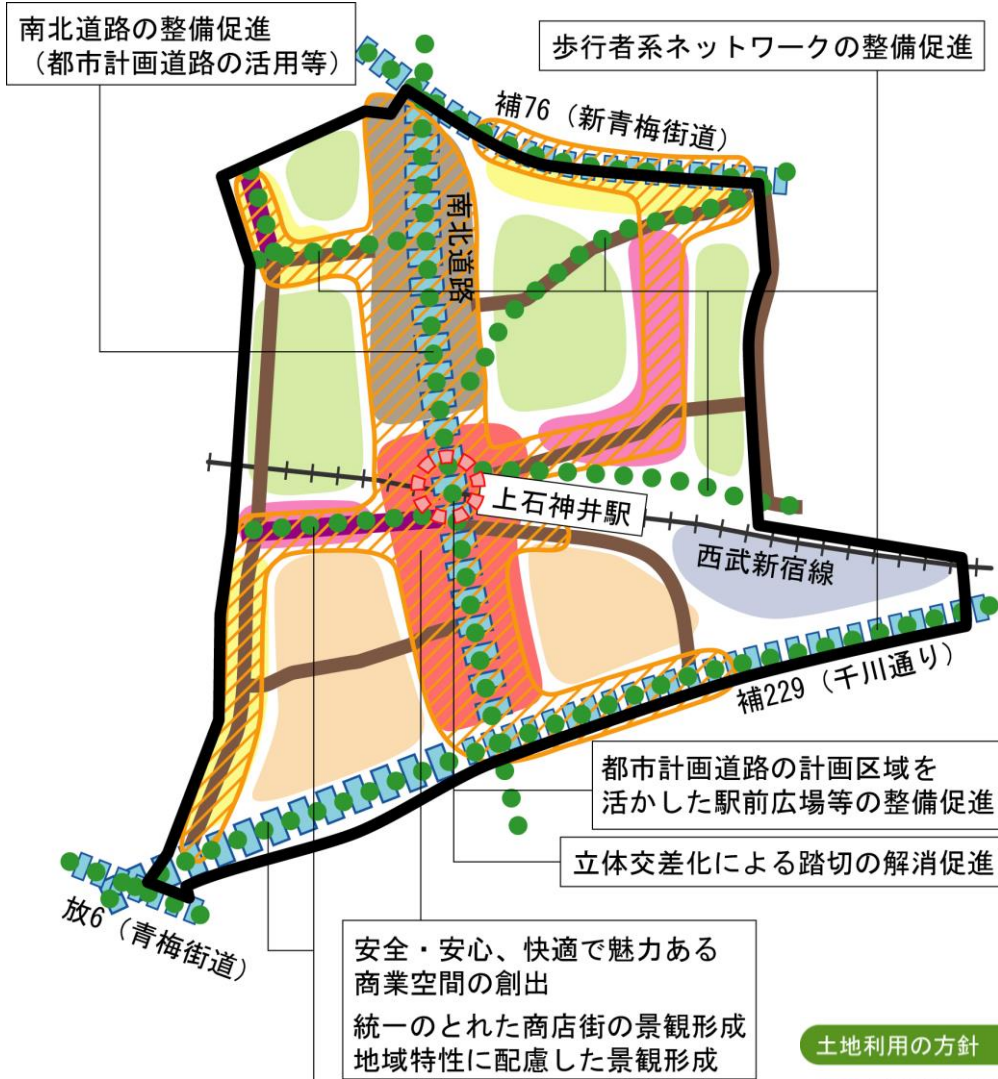 南北道路の整備促進
（都市計画道路の活用等）
歩行者系ネットワークの整備促進
補76（新青梅街道）
南北道路
上石神井駅
西武新宿線
補229（千川通り）
都市計画道路の計画区域を
活かした駅前広場等の整備促進
立体交差化による踏切の解消促進
放6（青梅街道）
安全・安心、快適で魅力ある
商業空間の創出
統一のとれた商店街の景観形成
地域特性に配慮した景観形成
土地利用の方針